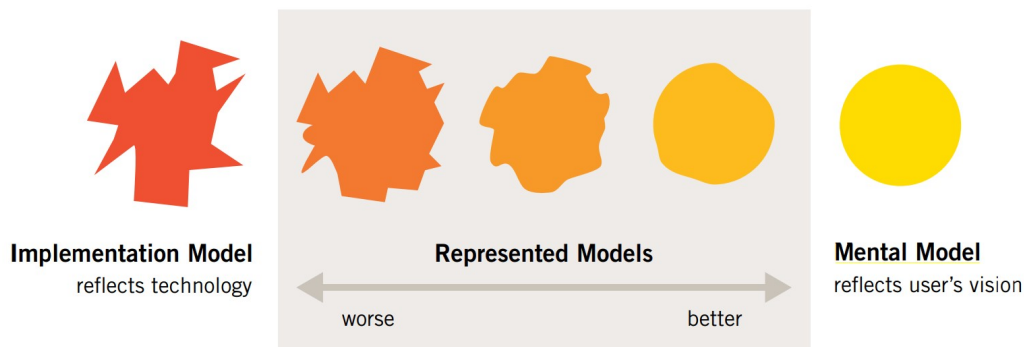 Implementation Model
reflects technology
Represented Models
worse
better
Mental Model
reflects user's vision